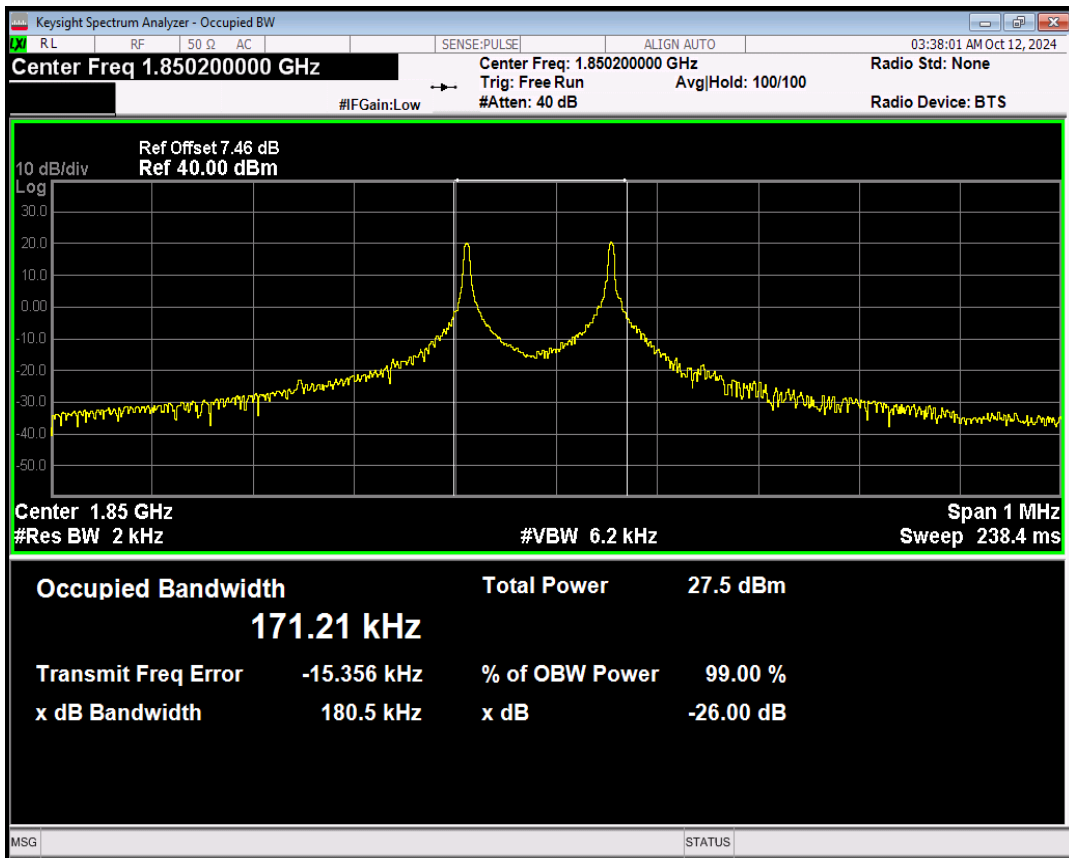 Keysight Spectrum Analyzer - Occupied BW
LXI RL RF 50 Ω AC SENSE:PULSE ALIGN AUTO 03:38:01 AM Oct 12, 2024
Center Freq 1.850200000 GHz Center Freq: 1.850200000 GHz Radio Std: None
Trig: Free Run Avg|Hold: 100/100
#IFGain:Low #Atten: 40 dB Radio Device: BTS
Ref Offset 7.46 dB
10 dB/div Ref 40.00 dBm
Log
30.0
20.0
10.0
0.00
-10.0
-20.0
-30.0
-40.0
-50.0
Center 1.85 GHz Span 1 MHz
#Res BW 2 kHz #VBW 6.2 kHz Sweep 238.4 ms
Occupied Bandwidth Total Power 27.5 dBm
171.21 kHz
Transmit Freq Error -15.356 kHz % of OBW Power 99.00 %
x dB Bandwidth 180.5 kHz x dB -26.00 dB
MSG STATUS